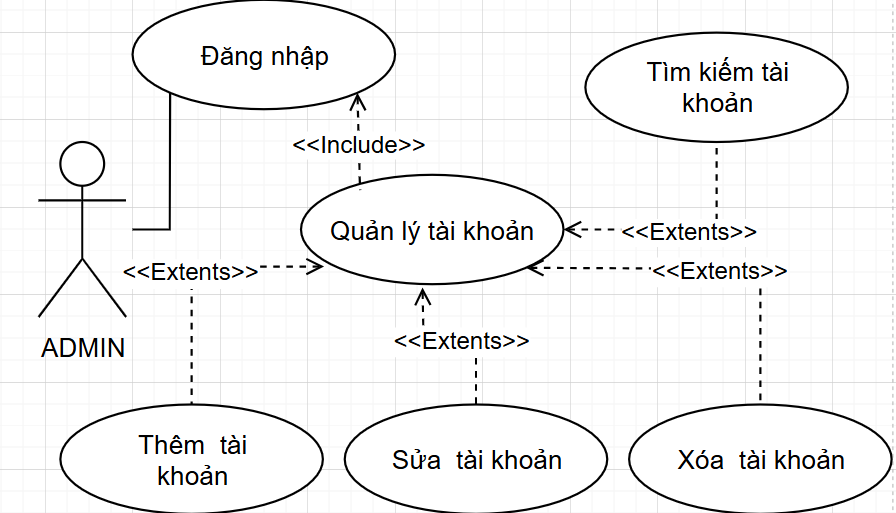 Đăng nhập
Tìm kiếm tài
khoản
<<Include>>
Quản lý tài khoản
<<Extents>>
<<Extents>>
<<Extents>>
<<Extents>>
ADMIN
Thêm  tài
khoản
Sửa  tài khoản
Xóa  tài khoản